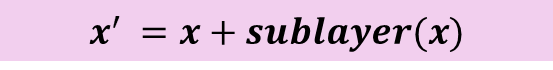 x′ = x + sublayer(x)